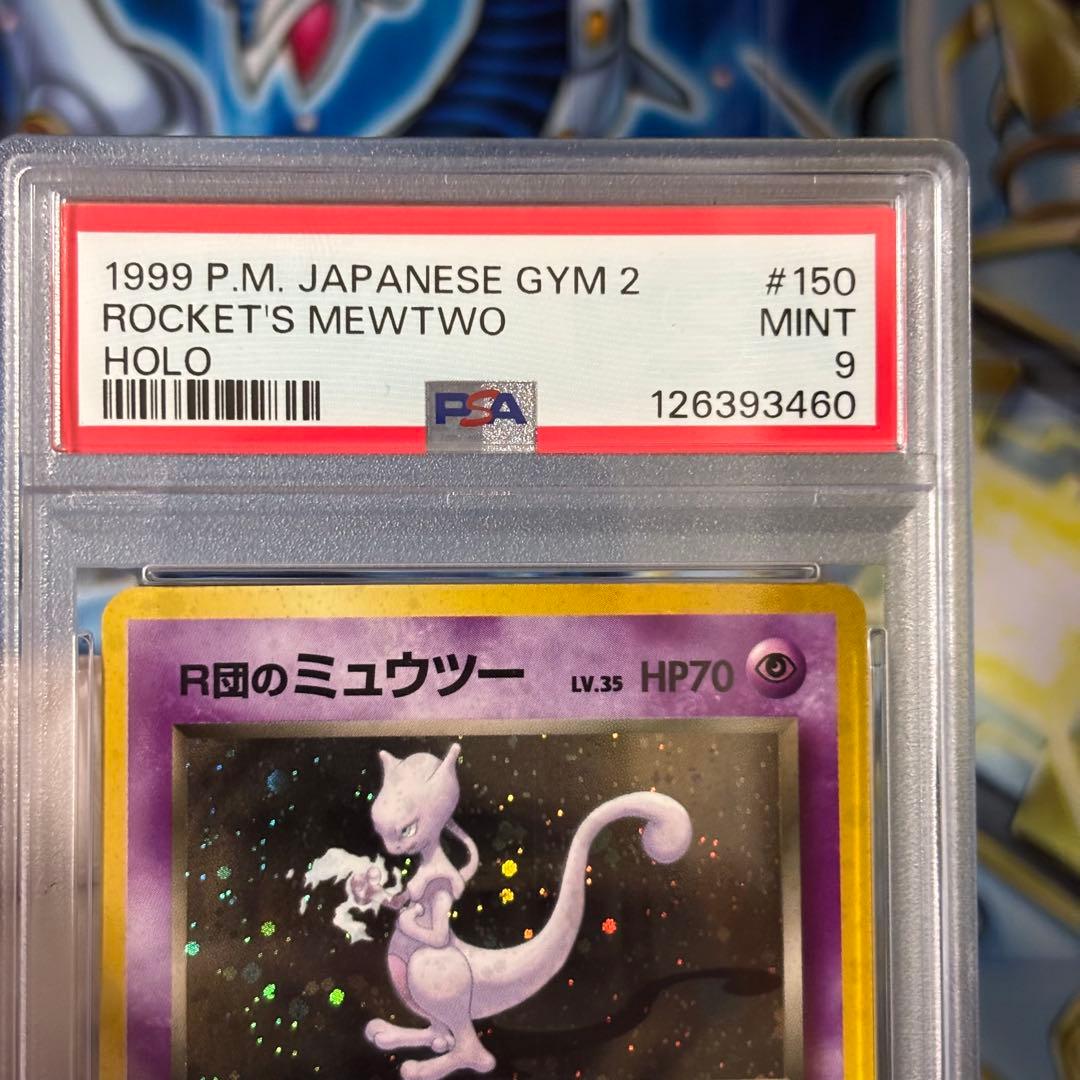 1999 P.M. JAPANESE GYM 2 #150
ROCKET'S MEWTWO MINT
HOLO 9
PSA 126393460
R団のミュウツー LV.35 HP70